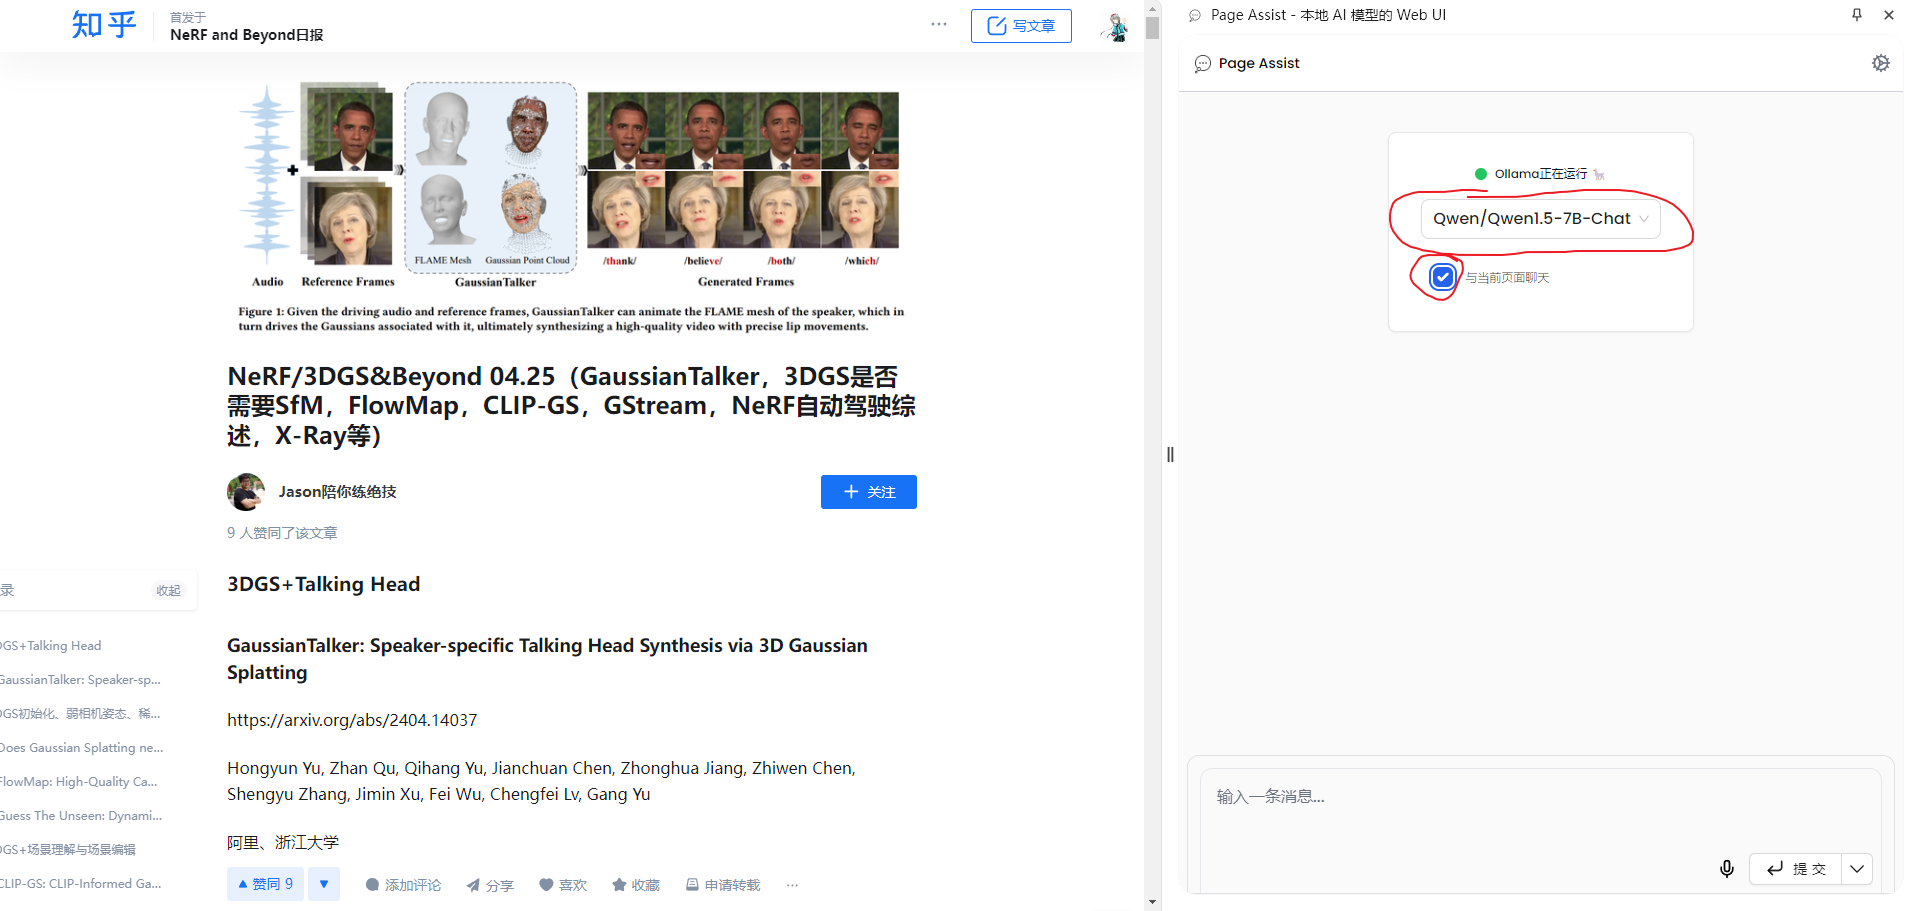 知乎
首发于
NeRF and Beyond日报
写文章
Audio
Reference Frames
FLAME Mesh
Gaussian Point Cloud
GaussianTalker
/thank/
/believe/
/both/
/which/
Generated Frames
Figure 1: Given the driving audio and reference frames, GaussianTalker can animate the FLAME mesh of the speaker, which in
turn drives the Gaussians associated with it, ultimately synthesizing a high-quality video with precise lip movements.
NeRF/3DGS&Beyond 04.25（GaussianTalker，3DGS是否
需要SfM，FlowMap，CLIP-GS，GStream，NeRF自动驾驶综
述，X-Ray等）
Jason陪你练绝技
关注
9 人赞同了该文章
录
收起
DGS+Talking Head
GaussianTalker: Speaker-sp...
DGS初始化、弱相机姿态、稀...
Does Gaussian Splatting ne...
FlowMap: High-Quality Ca...
Guess The Unseen: Dynami...
DGS+场景理解与场景编辑
CLIP-GS: CLIP-Informed Ga...
3DGS+Talking Head
GaussianTalker: Speaker-specific Talking Head Synthesis via 3D Gaussian
Splatting
https://arxiv.org/abs/2404.14037
Hongyun Yu, Zhan Qu, Qihang Yu, Jianchuan Chen, Zhonghua Jiang, Zhiwen Chen,
Shengyu Zhang, Jimin Xu, Fei Wu, Chengfei Lv, Gang Yu
阿里、浙江大学
赞同 9
添加评论
分享
喜欢
收藏
申请转载
Page Assist - 本地 AI 模型的 Web UI
Page Assist
Ollama正在运行
Qwen/Qwen1.5-7B-Chat
与当前页面聊天
输入一条消息...
提 交